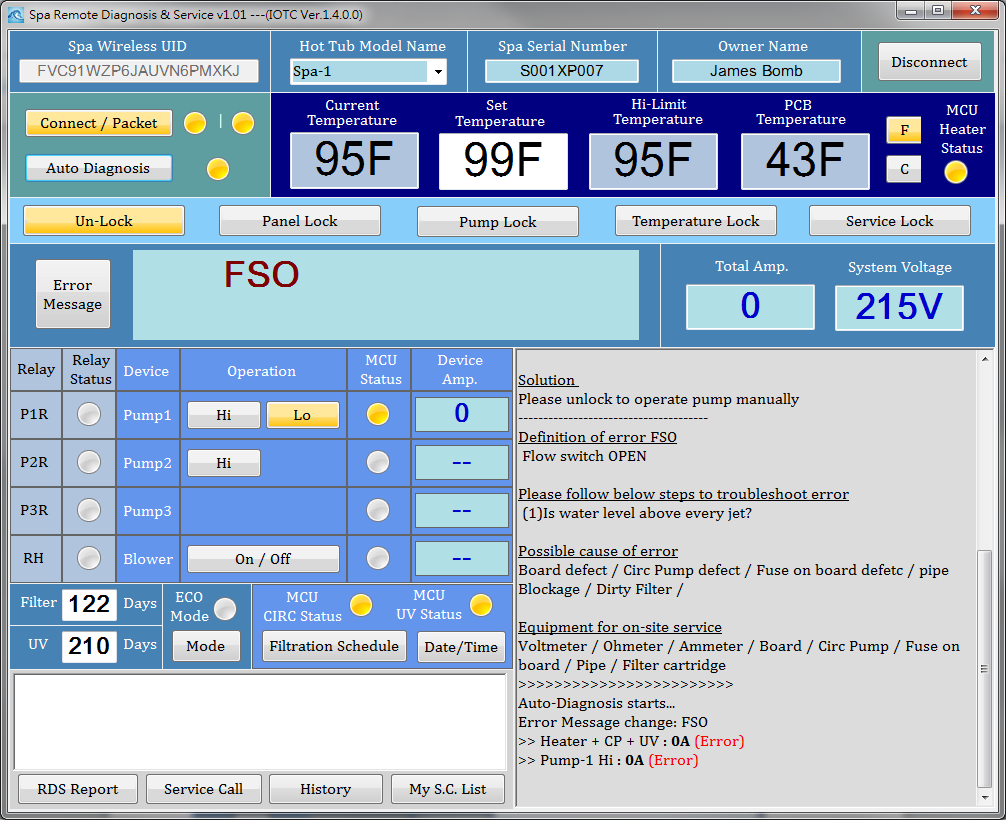 Spa Remote Diagnosis & Service v1.01 ---(IOTC Ver.1.4.0.0)
Spa Wireless UID
FVC91WZP6JAUVN6PMXKJ
Hot Tub Model Name
Spa-1
Spa Serial Number
S001XP007
Owner Name
James Bomb
Disconnect
Connect / Packet
|
Auto Diagnosis
Current
Temperature
95F
Set
Temperature
99F
Hi-Limit
Temperature
95F
PCB
Temperature
43F
F
C
MCU
Heater
Status
Un-Lock
Panel Lock
Pump Lock
Temperature Lock
Service Lock
Error
Message
FSO
Total Amp.
0
System Voltage
215V
Relay
Relay
Status
Device
Operation
MCU
Status
Device
Amp.
P1R
Pump1
Hi
Lo
0
P2R
Pump2
Hi
--
P3R
Pump3
--
RH
Blower
On / Off
--
Filter
122
Days
UV
210
Days
ECO
Mode
Mode
MCU
CIRC Status
MCU
UV Status
Filtration Schedule
Date/Time
RDS Report
Service Call
History
My S.C. List
Solution
Please unlock to operate pump manually
--------------------------------------
Definition of error FSO
Flow switch OPEN
Please follow below steps to troubleshoot error
(1)Is water level above every jet?
Possible cause of error
Board defect / Circ Pump defect / Fuse on board defetc / pipe
Blockage / Dirty Filter /
Equipment for on-site service
Voltmeter / Ohmeter / Ammeter / Board / Circ Pump / Fuse on
board / Pipe / Filter cartridge
>>>>>>>>>>>>>>>>>>>>>>>>
Auto-Diagnosis starts...
Error Message change: FSO
>> Heater + CP + UV : 0A (Error)
>> Pump-1 Hi : 0A (Error)